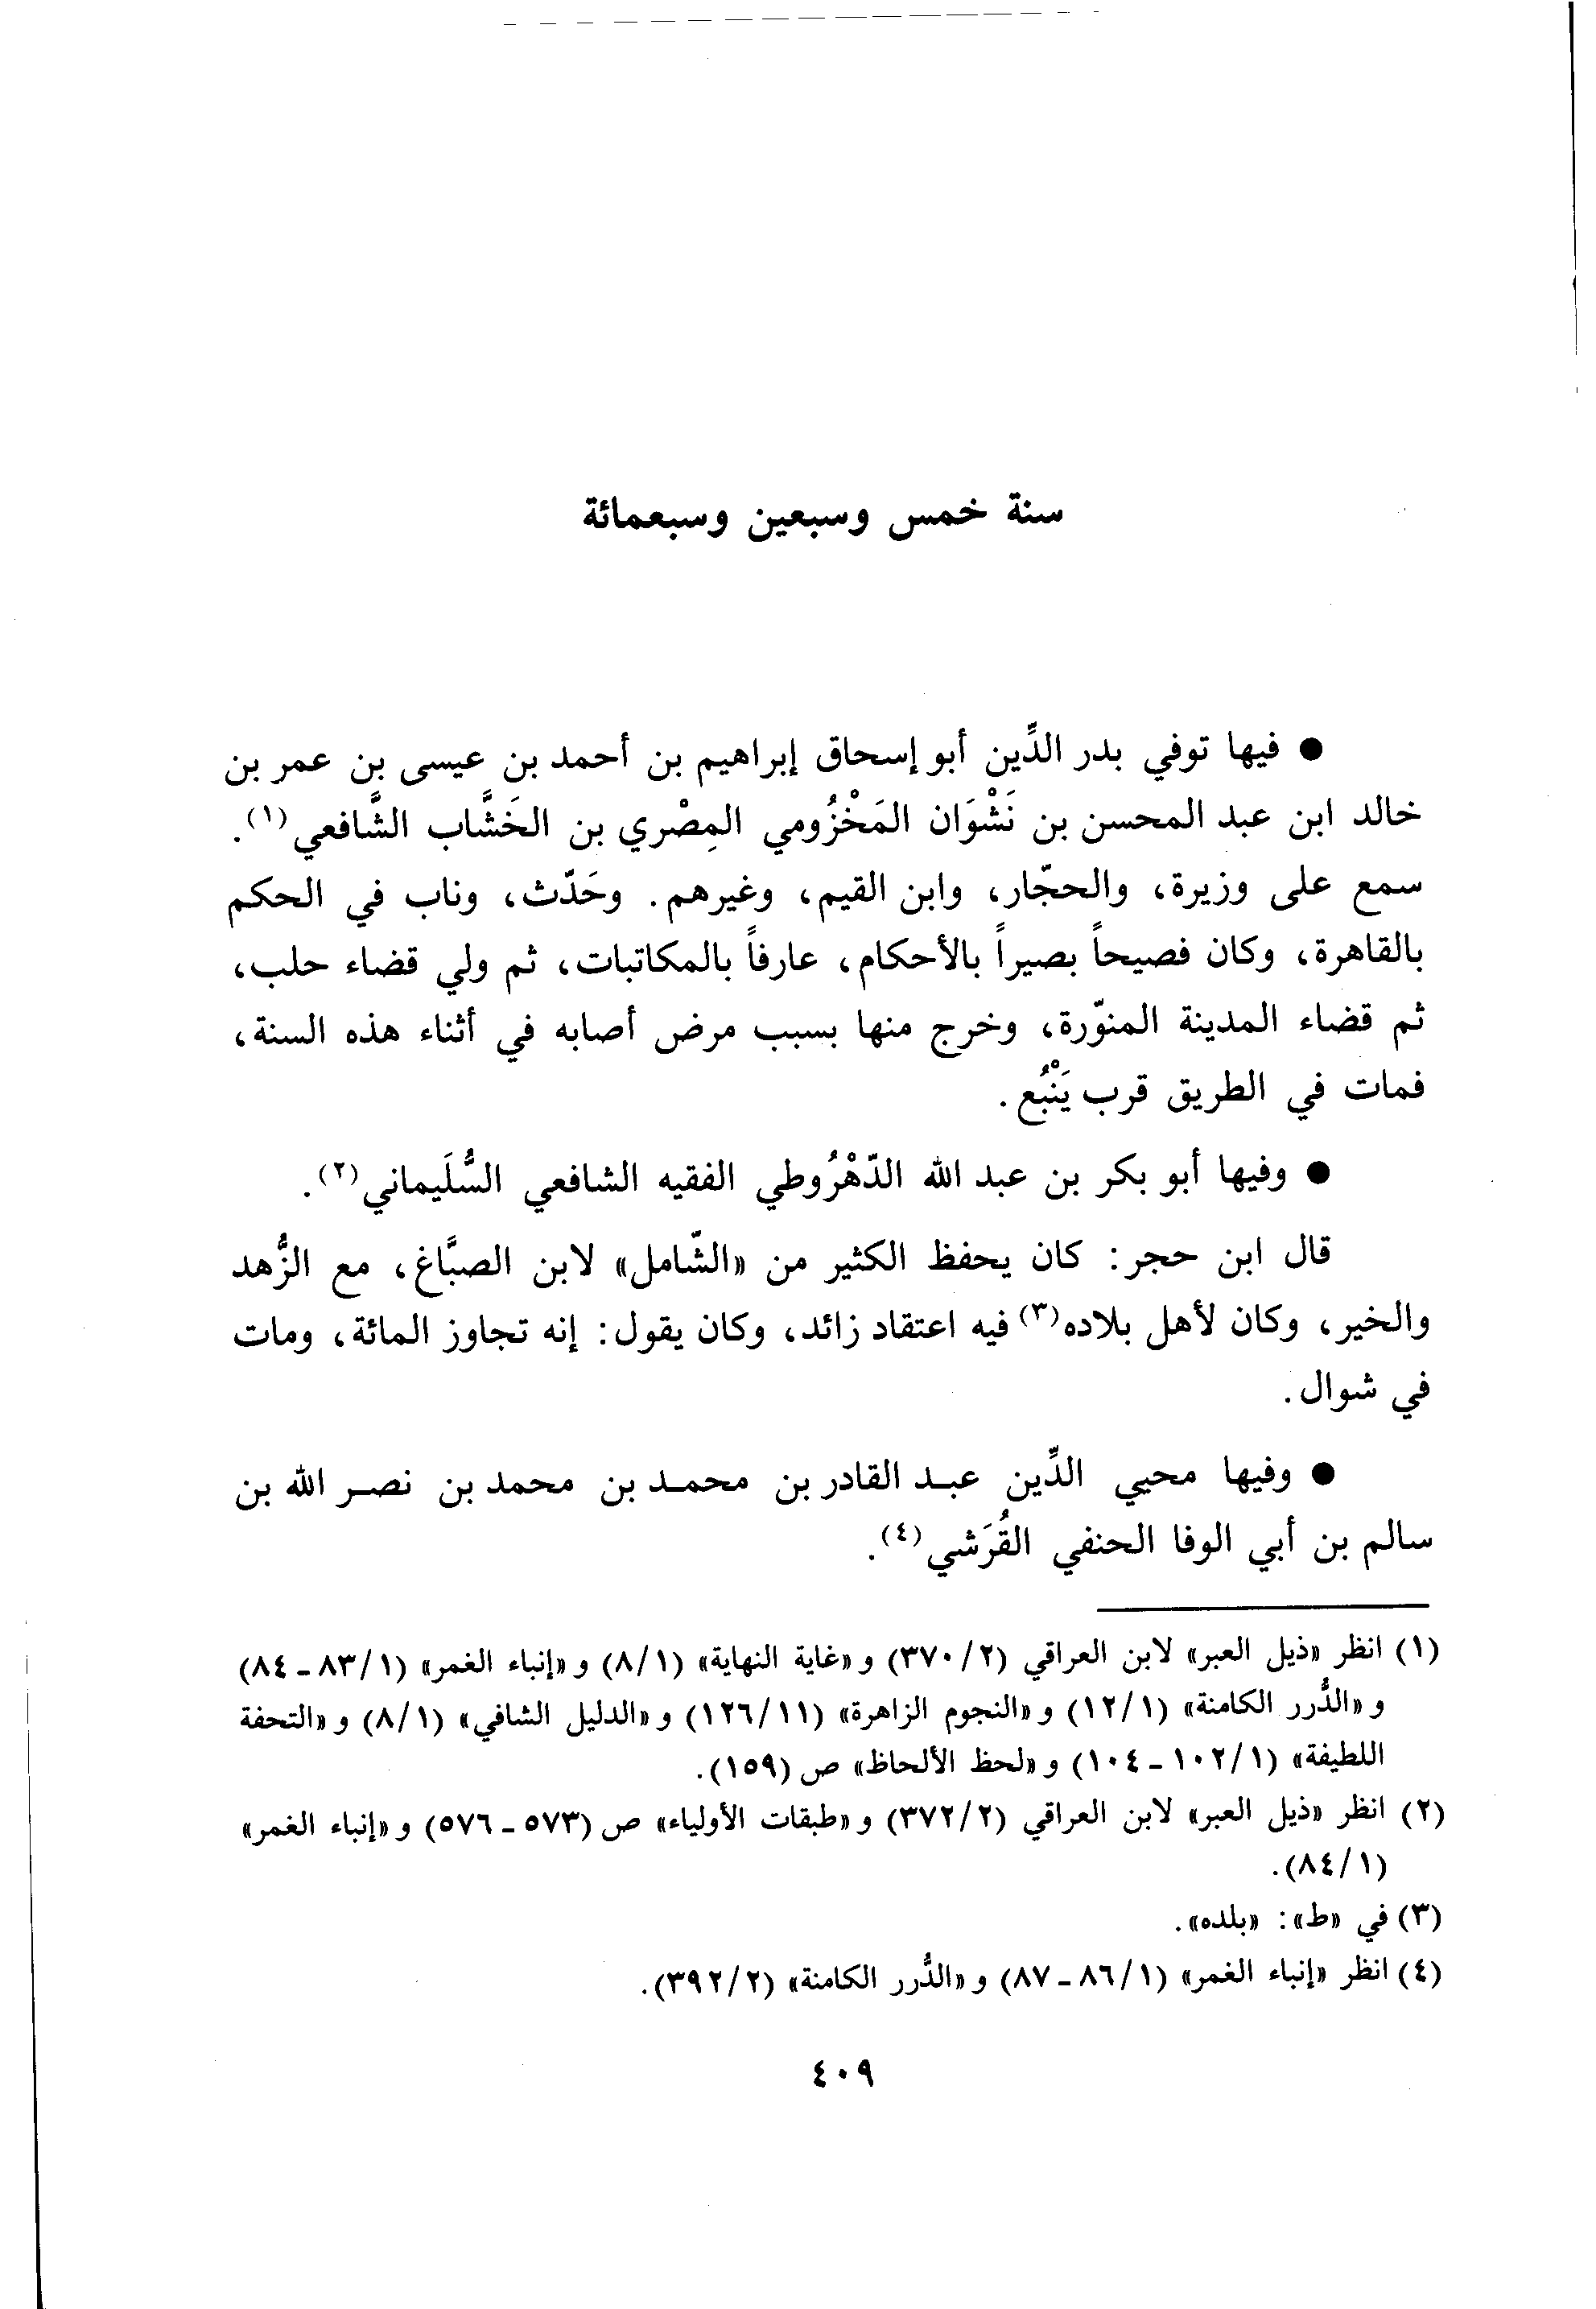 سنة خمس وسبعين وسبعمائة
● فيها توفي بدر الدِّين أبو إسحاق إبراهيم بن أحمد بن عيسى بن عمر بن
خالد ابن عبد المحسن بن نَشْوَان المَخْزُومي المِصْري بن الخَشَّاب الشَّافعي(١).
سمع على وزيرة، والحجّار، وابن القيم، وغيرهم. وحَدّث، وناب في الحكم
بالقاهرة، وكان فصيحاً بصيراً بالأحكام، عارفاً بالمكاتبات، ثم ولي قضاء حلب،
ثم قضاء المدينة المنوّرة، وخرج منها بسبب مرض أصابه في أثناء هذه السنة،
فمات في الطريق قرب يَنْبُع.
● وفيها أبو بكر بن عبد الله الدّهْرُوطي الفقيه الشافعي السُّلَيماني(٢).
قال ابن حجر: كان يحفظ الكثير من «الشّامل» لابن الصبَّاغ، مع الزُّهد
والخير، وكان لأهل بلاده(٣) فيه اعتقاد زائد، وكان يقول: إنه تجاوز المائة، ومات
في شوال.
● وفيها محيي الدِّين عبد القادر بن محمد بن محمد بن نصر الله بن
سالم بن أبي الوفا الحنفي القُرَشي(٤).
(١) انظر «ذيل العبر» لابن العراقي (٣٧٠/٢) و «غاية النهاية» (٨/١) و «إنباء الغمر» (٨٣/١ - ٨٤)
و «الدُّرر الكامنة» (١٢/١) و «النجوم الزاهرة» (١٢٦/١١) و «الدليل الشافي» (٨/١) و «التحفة
اللطيفة» (١٠٢/١ - ١٠٤) و «لحظ الألحاظ» ص (١٥٩).
(٢) انظر «ذيل العبر» لابن العراقي (٣٧٢/٢) و «طبقات الأولياء» ص (٥٧٣ - ٥٧٦) و «إنباء الغمر»
(٨٤/١).
(٣) في «ط»: «بلده».
(٤) انظر «إنباء الغمر» (٨٦/١ - ٨٧) و «الدُّرر الكامنة» (٣٩٢/٢).
٤٠٩